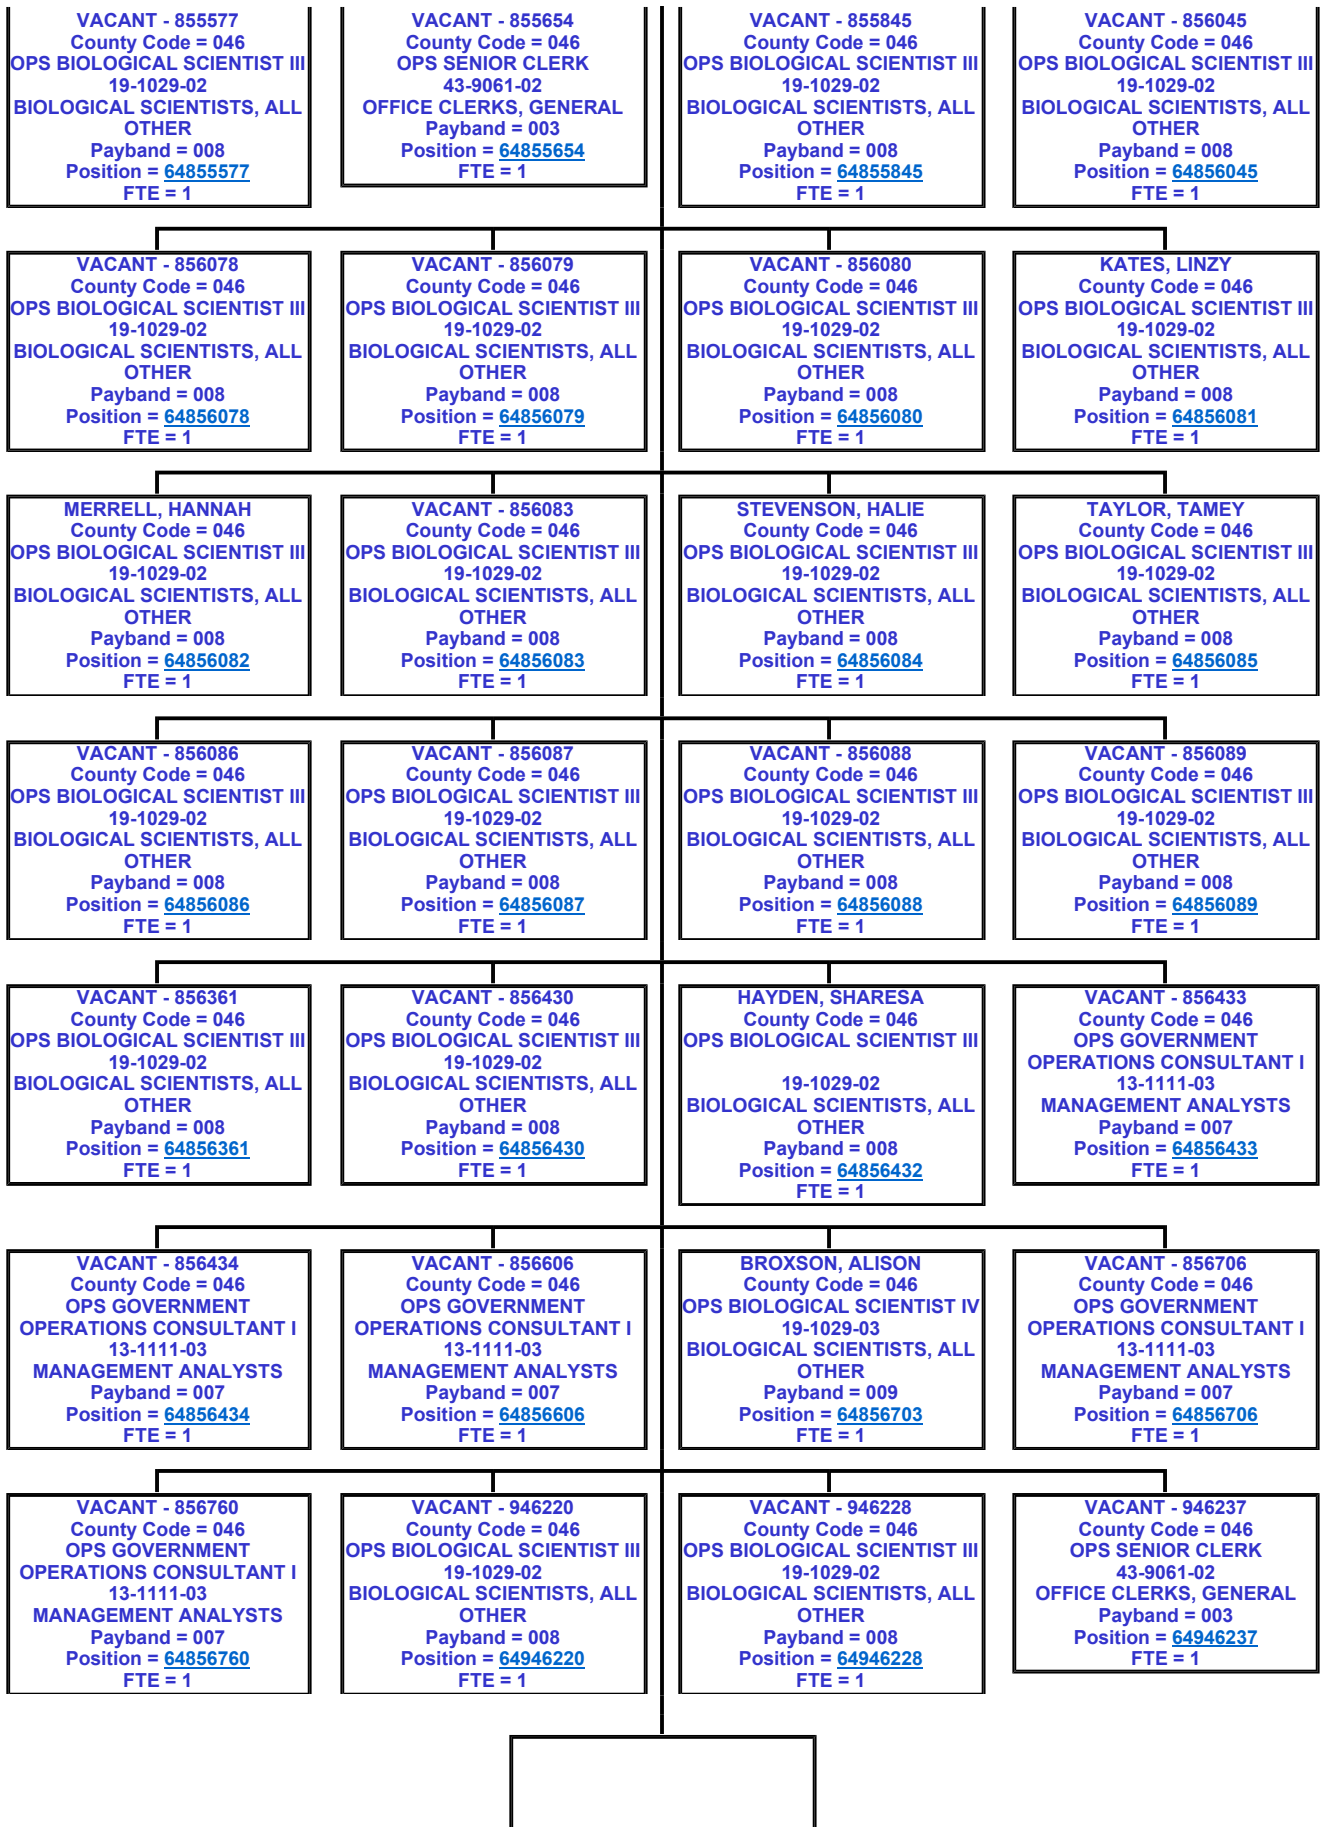 VACANT - 855577
County Code = 046
OPS BIOLOGICAL SCIENTIST III
19-1029-02
BIOLOGICAL SCIENTISTS, ALL
OTHER
Payband = 008
Position = 64855577
FTE = 1
VACANT - 855654
County Code = 046
OPS SENIOR CLERK
43-9061-02
OFFICE CLERKS, GENERAL
Payband = 003
Position = 64855654
FTE = 1
VACANT - 855845
County Code = 046
OPS BIOLOGICAL SCIENTIST III
19-1029-02
BIOLOGICAL SCIENTISTS, ALL
OTHER
Payband = 008
Position = 64855845
FTE = 1
VACANT - 856045
County Code = 046
OPS BIOLOGICAL SCIENTIST III
19-1029-02
BIOLOGICAL SCIENTISTS, ALL
OTHER
Payband = 008
Position = 64856045
FTE = 1
VACANT - 856078
County Code = 046
OPS BIOLOGICAL SCIENTIST III
19-1029-02
BIOLOGICAL SCIENTISTS, ALL
OTHER
Payband = 008
Position = 64856078
FTE = 1
VACANT - 856079
County Code = 046
OPS BIOLOGICAL SCIENTIST III
19-1029-02
BIOLOGICAL SCIENTISTS, ALL
OTHER
Payband = 008
Position = 64856079
FTE = 1
VACANT - 856080
County Code = 046
OPS BIOLOGICAL SCIENTIST III
19-1029-02
BIOLOGICAL SCIENTISTS, ALL
OTHER
Payband = 008
Position = 64856080
FTE = 1
KATES, LINZY
County Code = 046
OPS BIOLOGICAL SCIENTIST III
19-1029-02
BIOLOGICAL SCIENTISTS, ALL
OTHER
Payband = 008
Position = 64856081
FTE = 1
MERRELL, HANNAH
County Code = 046
OPS BIOLOGICAL SCIENTIST III
19-1029-02
BIOLOGICAL SCIENTISTS, ALL
OTHER
Payband = 008
Position = 64856082
FTE = 1
VACANT - 856083
County Code = 046
OPS BIOLOGICAL SCIENTIST III
19-1029-02
BIOLOGICAL SCIENTISTS, ALL
OTHER
Payband = 008
Position = 64856083
FTE = 1
STEVENSON, HALIE
County Code = 046
OPS BIOLOGICAL SCIENTIST III
19-1029-02
BIOLOGICAL SCIENTISTS, ALL
OTHER
Payband = 008
Position = 64856084
FTE = 1
TAYLOR, TAMEY
County Code = 046
OPS BIOLOGICAL SCIENTIST III
19-1029-02
BIOLOGICAL SCIENTISTS, ALL
OTHER
Payband = 008
Position = 64856085
FTE = 1
VACANT - 856086
County Code = 046
OPS BIOLOGICAL SCIENTIST III
19-1029-02
BIOLOGICAL SCIENTISTS, ALL
OTHER
Payband = 008
Position = 64856086
FTE = 1
VACANT - 856087
County Code = 046
OPS BIOLOGICAL SCIENTIST III
19-1029-02
BIOLOGICAL SCIENTISTS, ALL
OTHER
Payband = 008
Position = 64856087
FTE = 1
VACANT - 856088
County Code = 046
OPS BIOLOGICAL SCIENTIST III
19-1029-02
BIOLOGICAL SCIENTISTS, ALL
OTHER
Payband = 008
Position = 64856088
FTE = 1
VACANT - 856089
County Code = 046
OPS BIOLOGICAL SCIENTIST III
19-1029-02
BIOLOGICAL SCIENTISTS, ALL
OTHER
Payband = 008
Position = 64856089
FTE = 1
VACANT - 856361
County Code = 046
OPS BIOLOGICAL SCIENTIST III
19-1029-02
BIOLOGICAL SCIENTISTS, ALL
OTHER
Payband = 008
Position = 64856361
FTE = 1
VACANT - 856430
County Code = 046
OPS BIOLOGICAL SCIENTIST III
19-1029-02
BIOLOGICAL SCIENTISTS, ALL
OTHER
Payband = 008
Position = 64856430
FTE = 1
HAYDEN, SHARESA
County Code = 046
OPS BIOLOGICAL SCIENTIST III
19-1029-02
BIOLOGICAL SCIENTISTS, ALL
OTHER
Payband = 008
Position = 64856432
FTE = 1
VACANT - 856433
County Code = 046
OPS GOVERNMENT
OPERATIONS CONSULTANT I
13-1111-03
MANAGEMENT ANALYSTS
Payband = 007
Position = 64856433
FTE = 1
VACANT - 856434
County Code = 046
OPS GOVERNMENT
OPERATIONS CONSULTANT I
13-1111-03
MANAGEMENT ANALYSTS
Payband = 007
Position = 64856434
FTE = 1
VACANT - 856606
County Code = 046
OPS GOVERNMENT
OPERATIONS CONSULTANT I
13-1111-03
MANAGEMENT ANALYSTS
Payband = 007
Position = 64856606
FTE = 1
BROXSON, ALISON
County Code = 046
OPS BIOLOGICAL SCIENTIST IV
19-1029-03
BIOLOGICAL SCIENTISTS, ALL
OTHER
Payband = 009
Position = 64856703
FTE = 1
VACANT - 856706
County Code = 046
OPS GOVERNMENT
OPERATIONS CONSULTANT I
13-1111-03
MANAGEMENT ANALYSTS
Payband = 007
Position = 64856706
FTE = 1
VACANT - 856760
County Code = 046
OPS GOVERNMENT
OPERATIONS CONSULTANT I
13-1111-03
MANAGEMENT ANALYSTS
Payband = 007
Position = 64856760
FTE = 1
VACANT - 946220
County Code = 046
OPS BIOLOGICAL SCIENTIST III
19-1029-02
BIOLOGICAL SCIENTISTS, ALL
OTHER
Payband = 008
Position = 64946220
FTE = 1
VACANT - 946228
County Code = 046
OPS BIOLOGICAL SCIENTIST III
19-1029-02
BIOLOGICAL SCIENTISTS, ALL
OTHER
Payband = 008
Position = 64946228
FTE = 1
VACANT - 946237
County Code = 046
OPS SENIOR CLERK
43-9061-02
OFFICE CLERKS, GENERAL
Payband = 003
Position = 64946237
FTE = 1